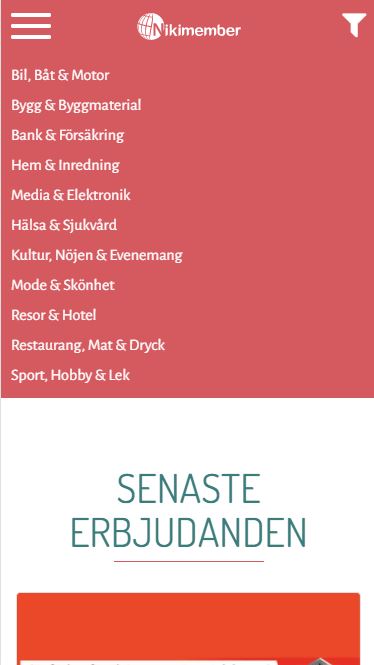 Nikimember
Bil, Båt & Motor
Bygg & Byggmaterial
Bank & Försäkring
Hem & Inredning
Media & Elektronik
Hälsa & Sjukvård
Kultur, Nöjen & Evenemang
Mode & Skönhet
Resor & Hotel
Restaurang, Mat & Dryck
Sport, Hobby & Lek
SENASTE
ERBJUDANDEN